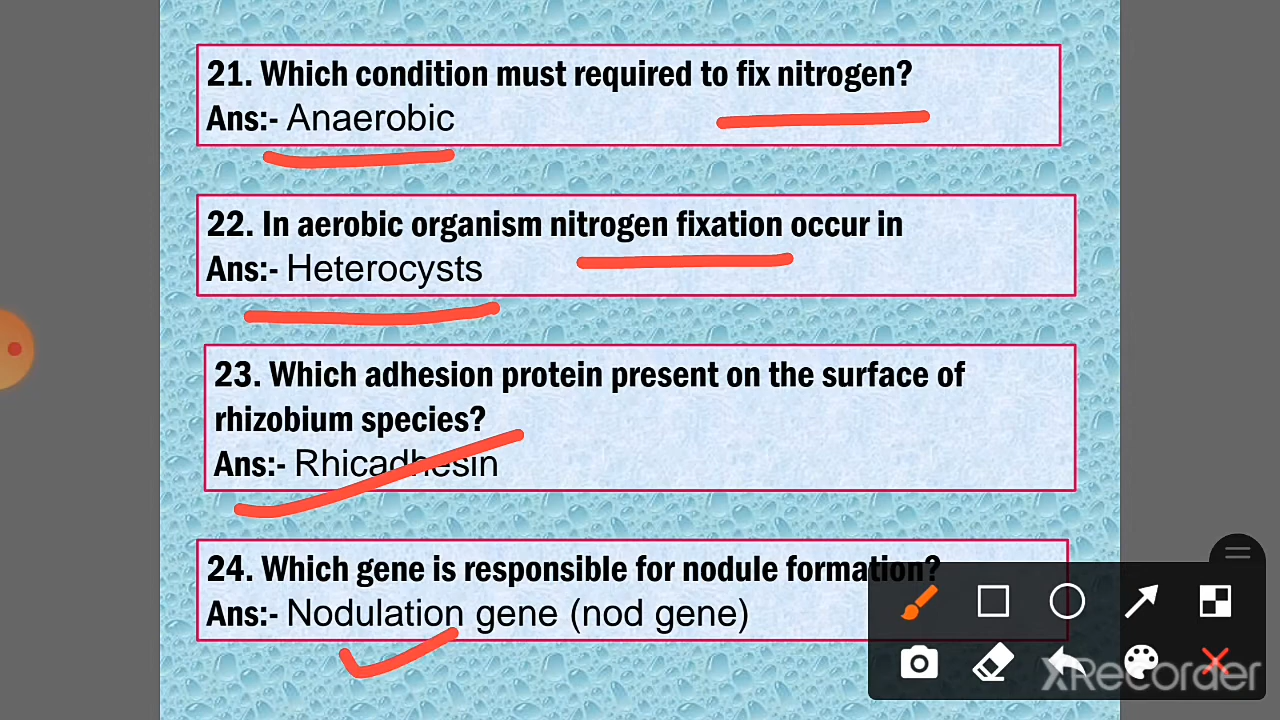 21. Which condition must required to fix nitrogen?
Ans:- Anaerobic
22. In aerobic organism nitrogen fixation occur in
Ans:- Heterocysts
23. Which adhesion protein present on the surface of
rhizobium species?
Ans:- Rhicadhesin
24. Which gene is responsible for nodule formation?
Ans:- Nodulation gene (nod gene)
XRecorder